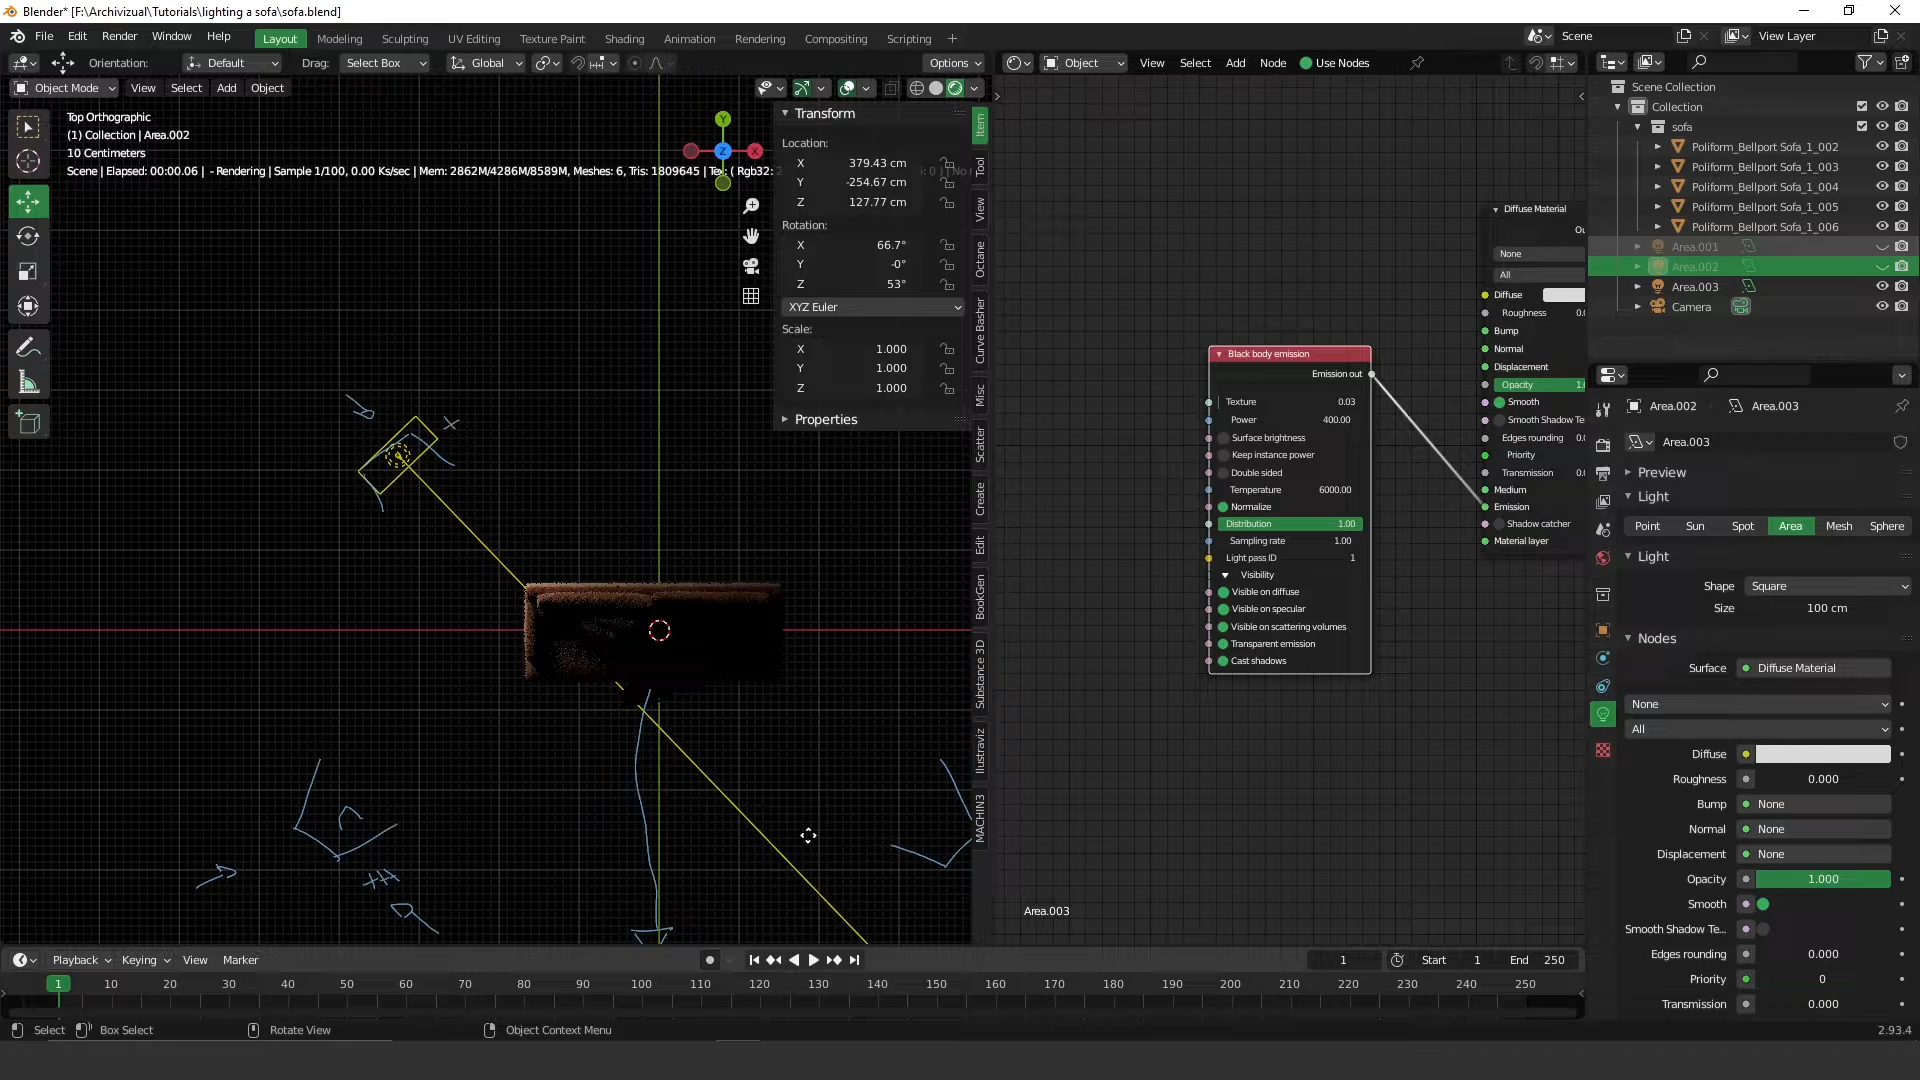 Blender* [F:\Archivizual\Tutorials\lighting a sofa\sofa.blend]
File Edit Render Window Help Layout Modeling Sculpting UV Editing Texture Paint Shading Animation Rendering Compositing Scripting + Scene View Layer
Orientation: Default Drag: Select Box Global Options Object View Select Add Node Use Nodes
Object Mode View Select Add Object
Top Orthographic
(1) Collection | Area.002
10 Centimeters
Scene | Elapsed: 00:00.06 | - Rendering | Sample 1/100, 0.00 Ks/sec | Mem: 2862M/4286M/8589M, Meshes: 6, Tris: 1809645 | Tex: ( Rgb32:
Y
Z
X
Transform
Location:
X 379.43 cm
Y -254.67 cm
Z 127.77 cm
Rotation:
X 66.7°
Y -0°
Z 53°
XYZ Euler
Scale:
X 1.000
Y 1.000
Z 1.000
Properties
Item
Tool
View
Octane
Curve Basher
Misc
Scatter
Create
Edit
BookGen
Substance 3D
Illustraviz
MACHIN3
Black body emission
Emission out
Texture 0.03
Power 400.00
Surface brightness
Keep instance power
Double sided
Temperature 6000.00
Normalize
Distribution 1.00
Sampling rate 1.00
Light pass ID 1
Visibility
Visible on diffuse
Visible on specular
Visible on scattering volumes
Transparent emission
Cast shadows
Diffuse Material
None
All
Diffuse
Roughness
Bump
Normal
Displacement
Opacity
Smooth
Smooth Shadow Te
Edges rounding
Priority
Transmission
Medium
Emission
Shadow catcher
Material layer
Area.003
Scene Collection
Collection
sofa
Poliform_Bellport Sofa_1_002
Poliform_Bellport Sofa_1_003
Poliform_Bellport Sofa_1_004
Poliform_Bellport Sofa_1_005
Poliform_Bellport Sofa_1_006
Area.001
Area.002
Area.003
Camera
Area.002 Area.003
Area.003
Preview
Light
Point Sun Spot Area Mesh Sphere
Light
Shape Square
Size 100 cm
Nodes
Surface Diffuse Material
None
All
Diffuse
Roughness 0.000
Bump None
Normal None
Displacement None
Opacity 1.000
Smooth
Smooth Shadow Te...
Edges rounding 0.000
Priority 0
Transmission 0.000
Playback Keying View Marker 1 Start 1 End 250
1 10 20 30 40 50 60 70 80 90 100 110 120 130 140 150 160 170 180 190 200 210 220 230 240 250
Select Box Select Rotate View Object Context Menu 2.93.4